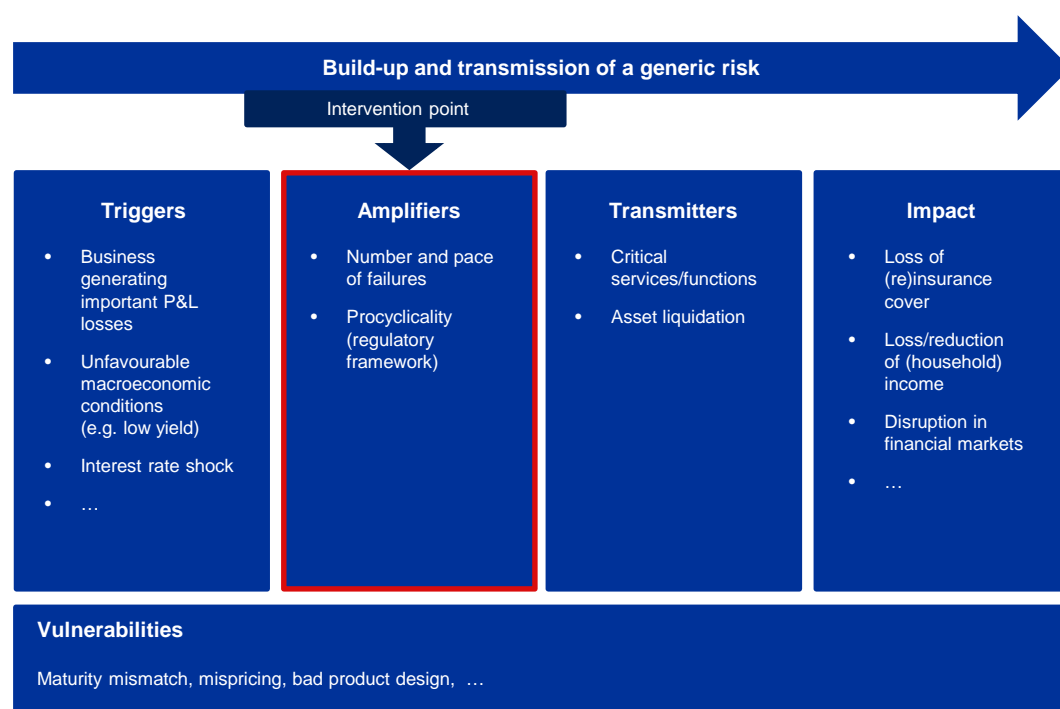 Build-up and transmission of a generic risk
Intervention point
Triggers
• Business
generating
important P&L
losses
• Unfavourable
macroeconomic
conditions
(e.g. low yield)
• Interest rate shock
• …
Amplifiers
• Number and pace
of failures
• Procyclicality
(regulatory
framework)
Transmitters
• Critical
services/functions
• Asset liquidation
Impact
• Loss of
(re)insurance
cover
• Loss/reduction
of (household)
income
• Disruption in
financial markets
• …
Vulnerabilities
Maturity mismatch, mispricing, bad product design, …